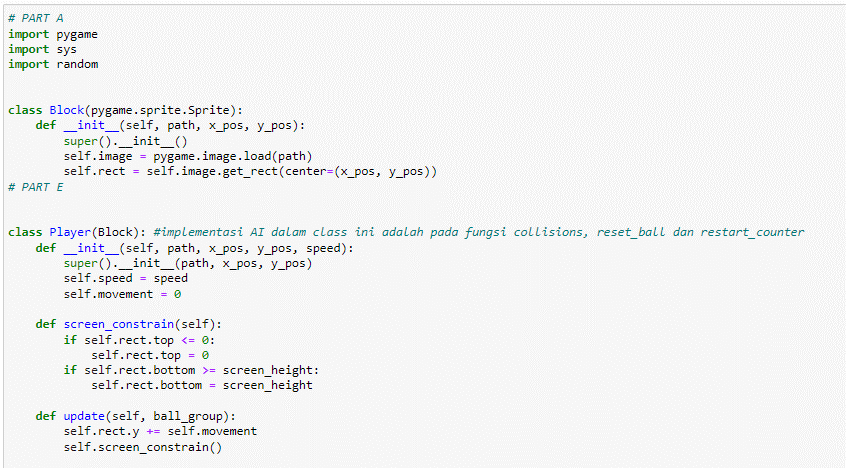 # PART A
import pygame
import sys
import random
class Block(pygame.sprite.Sprite):
    def __init__(self, path, x_pos, y_pos):
        super().__init__()
        self.image = pygame.image.load(path)
        self.rect = self.image.get_rect(center=(x_pos, y_pos))
# PART E
class Player(Block): #implementasi AI dalam class ini adalah pada fungsi collisions, reset_ball dan restart_counter
    def __init__(self, path, x_pos, y_pos, speed):
        super().__init__(path, x_pos, y_pos)
        self.speed = speed
        self.movement = 0
    def screen_constrain(self):
        if self.rect.top <= 0:
            self.rect.top = 0
        if self.rect.bottom >= screen_height:
            self.rect.bottom = screen_height
    def update(self, ball_group):
        self.rect.y += self.movement
        self.screen_constrain()